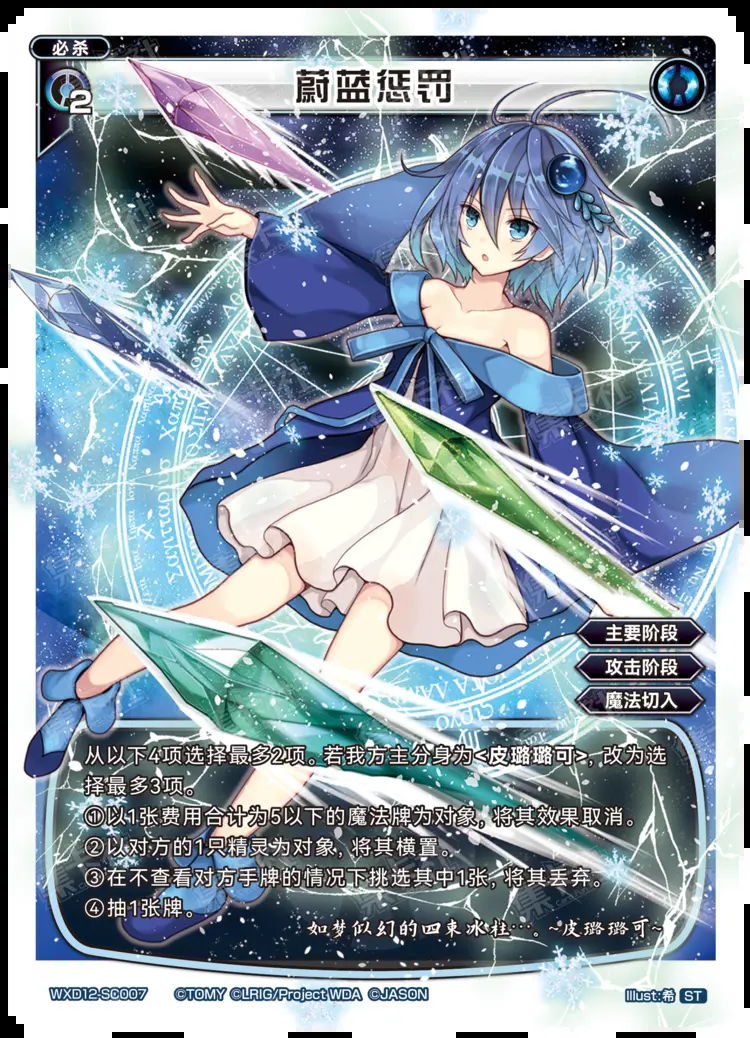 必杀
2
蔚蓝惩罚
主要阶段
攻击阶段
魔法切入
从以下4项选择最多2项。若我方主分身为<皮璐璐可>，改为选
择最多3项。
①以1张费用合计为5以下的魔法牌为对象，将其效果取消。
②以对方的1只精灵为对象，将其横置。
③在不查看对方手牌的情况下挑选其中1张，将其丢弃。
④抽1张牌。
如梦似幻的四束冰柱…。~皮璐璐可~
WXD12-SC007 ©TOMY ©LRIG/Project WDA ©JASON Illust:希 ST